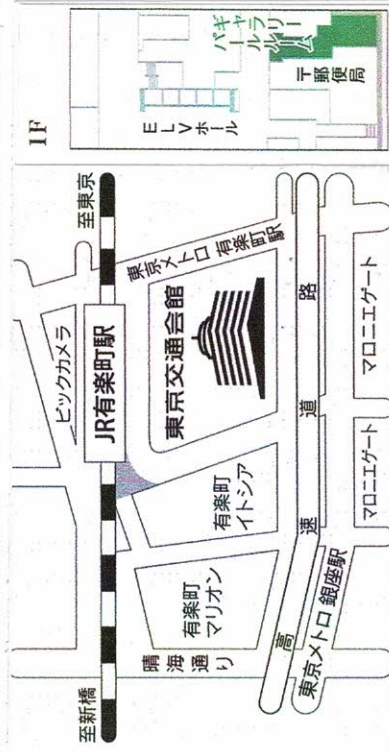 至新橋
至東京
ビックカメラ
JR有楽町駅
東京メトロ 有楽町駅
東京交通会館
有楽町
イトシア
有楽町
マリオン
晴海通り
高速道路
東京メトロ 銀座駅
マロニエゲート
マロニエゲート
1F
ELVホール
パールルーム
ギャラリー
〒郵便局